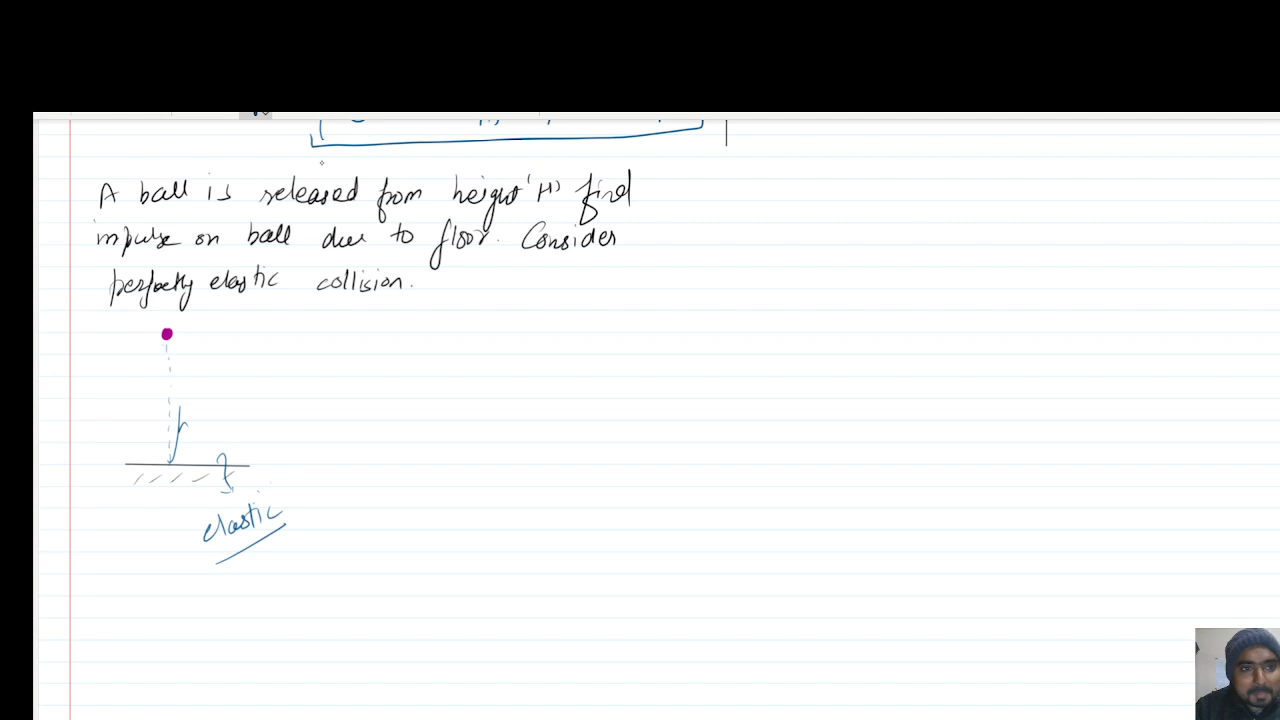 A ball is released from height 'H' find
impulse on ball due to floor. Consider
perfectly elastic collision.
elastic